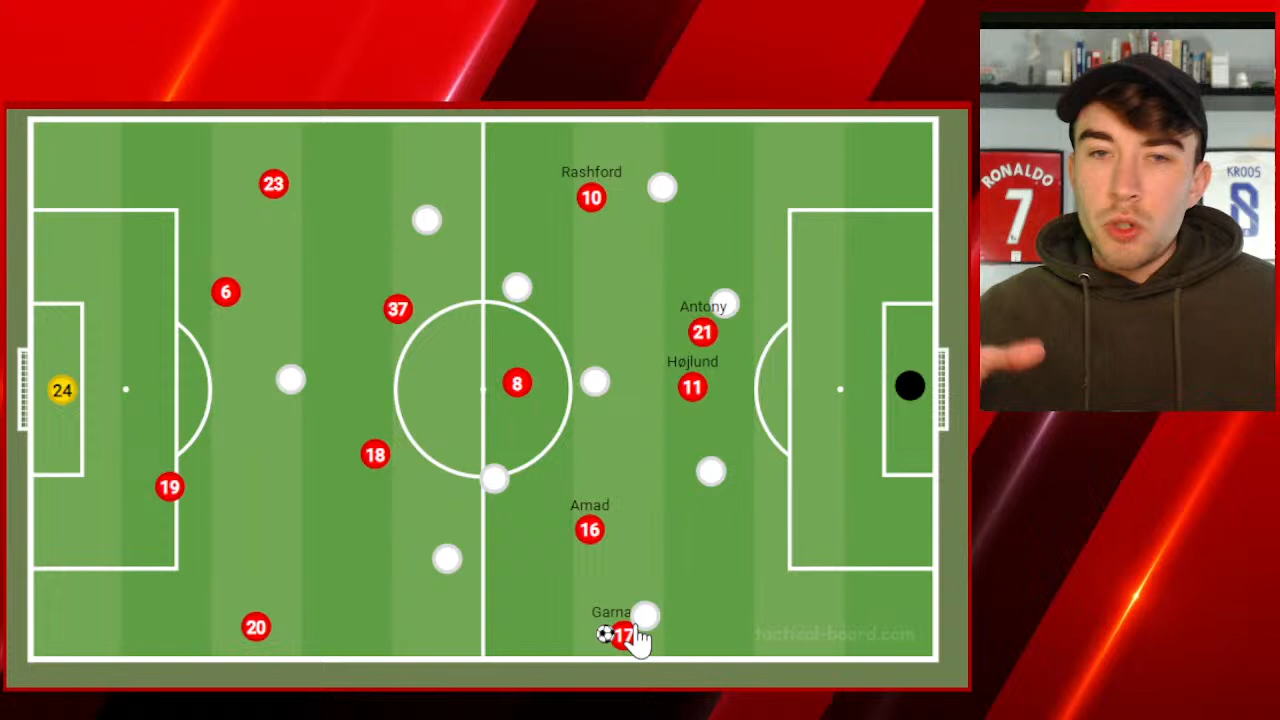 RONALDO
7
KROOS
8
Rashford
10
23
6
37
Antony
21
Højlund
11
24
8
18
19
Amad
16
Garna
17
20
tactical-board.com